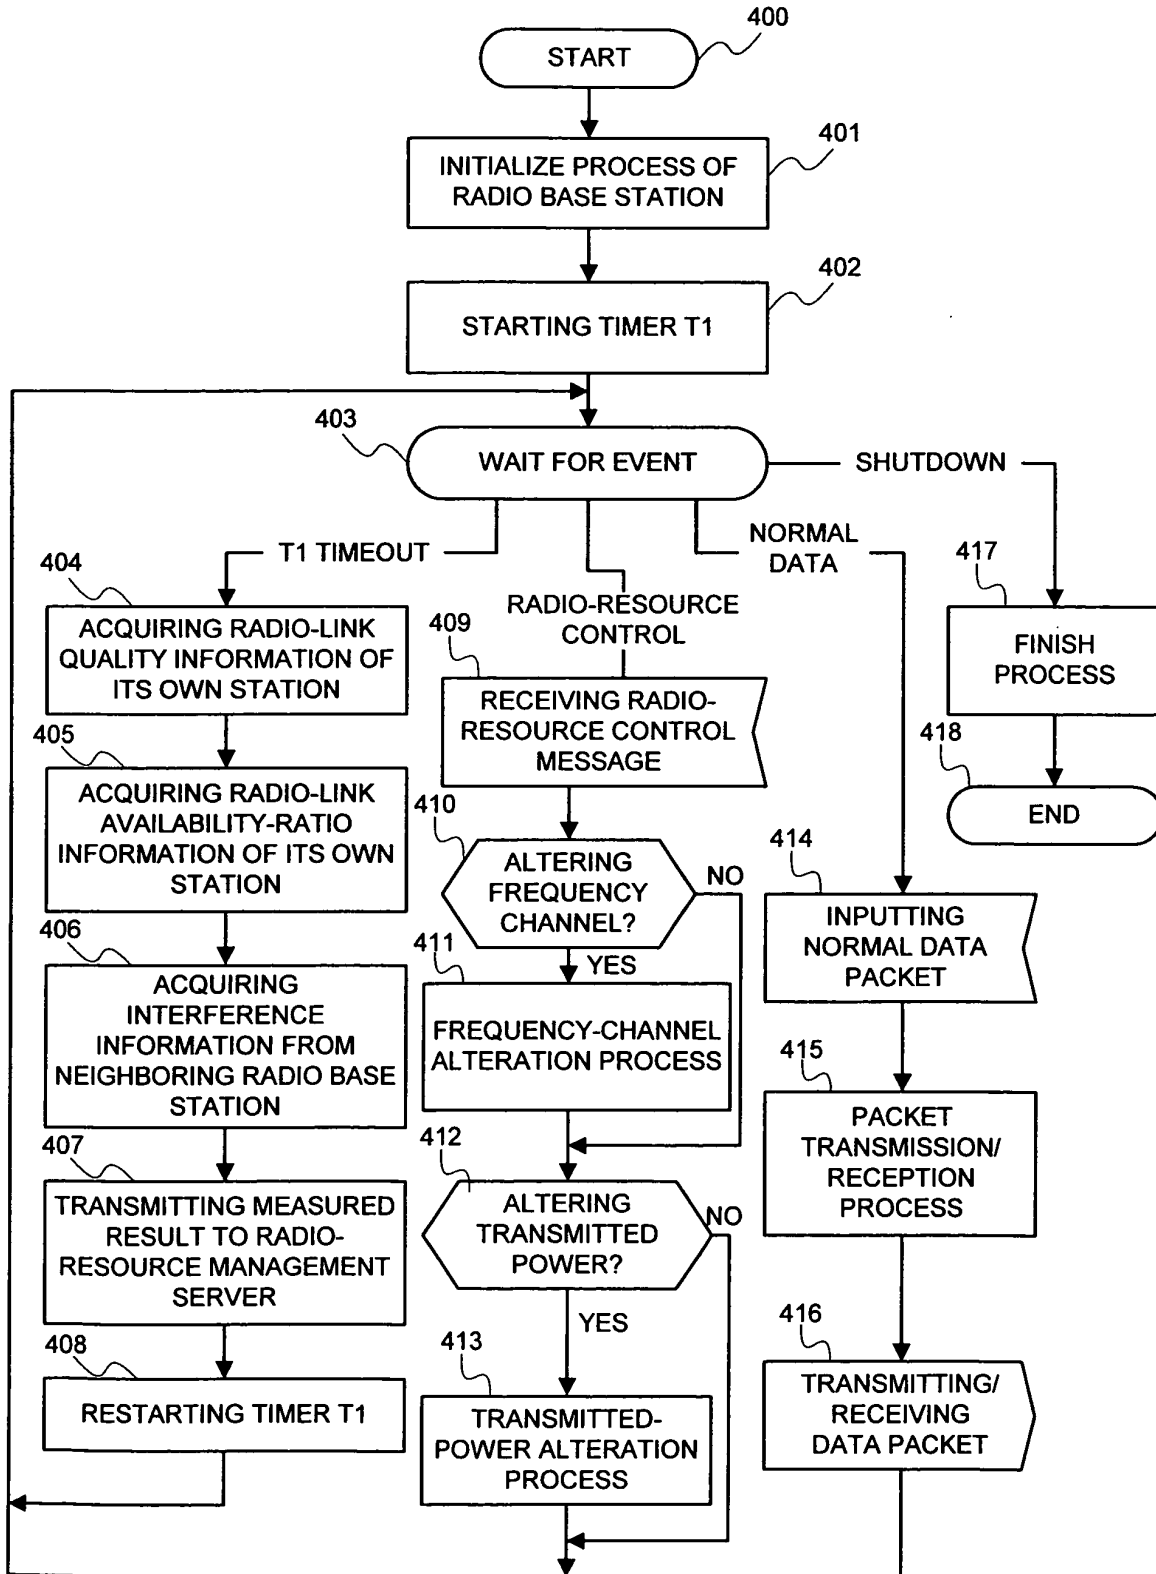 400
START
401
INITIALIZE PROCESS OF
RADIO BASE STATION
402
STARTING TIMER T1
403
WAIT FOR EVENT
SHUTDOWN
T1 TIMEOUT
NORMAL
DATA
RADIO-RESOURCE
CONTROL
404
ACQUIRING RADIO-LINK
QUALITY INFORMATION OF
ITS OWN STATION
405
ACQUIRING RADIO-LINK
AVAILABILITY-RATIO
INFORMATION OF ITS OWN
STATION
406
ACQUIRING
INTERFERENCE
INFORMATION FROM
NEIGHBORING RADIO BASE
STATION
407
TRANSMITTING MEASURED
RESULT TO RADIO-
RESOURCE MANAGEMENT
SERVER
408
RESTARTING TIMER T1
409
RECEIVING RADIO-
RESOURCE CONTROL
MESSAGE
410
ALTERING
FREQUENCY
CHANNEL?
NO
YES
411
FREQUENCY-CHANNEL
ALTERATION PROCESS
412
ALTERING
TRANSMITTED
POWER?
NO
YES
413
TRANSMITTED-
POWER ALTERATION
PROCESS
414
INPUTTING
NORMAL DATA
PACKET
415
PACKET
TRANSMISSION/
RECEPTION
PROCESS
416
TRANSMITTING/
RECEIVING
DATA PACKET
417
FINISH
PROCESS
418
END